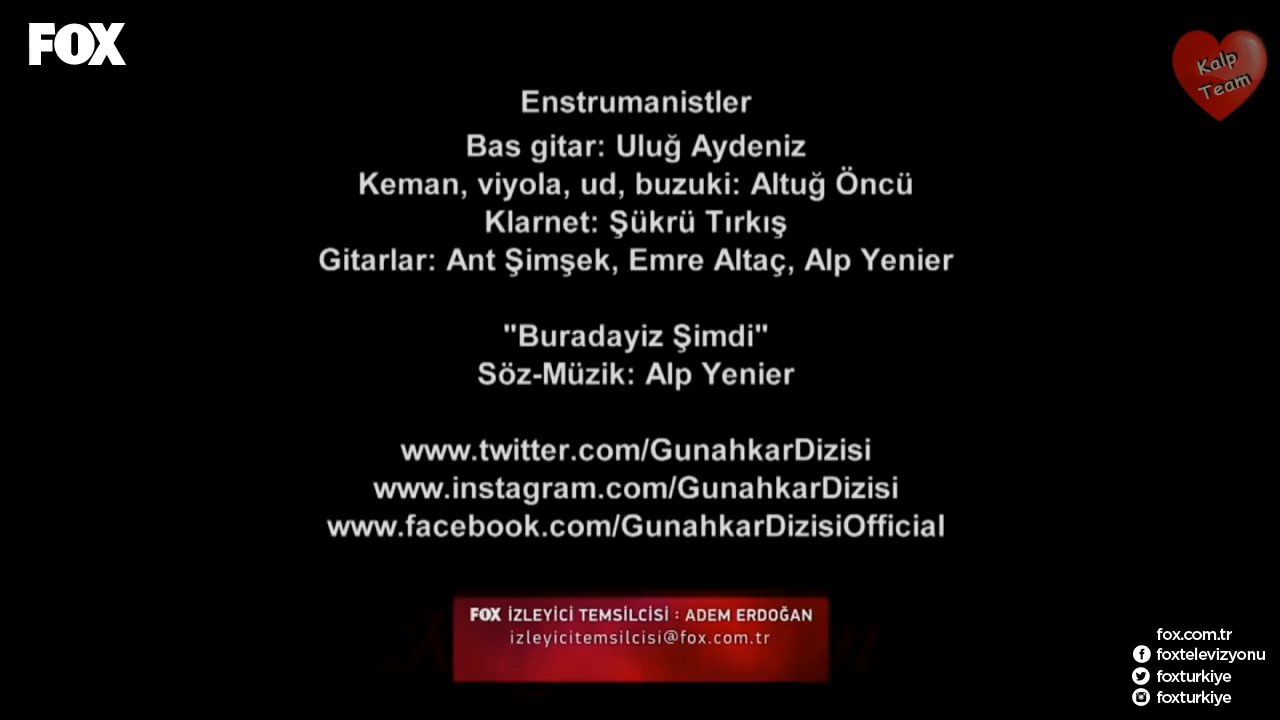 FOX
Kalp
Team
Enstrumanistler
Bas gitar: Uluğ Aydeniz
Keman, viyola, ud, buzuki: Altuğ Öncü
Klarnet: Şükrü Tırkış
Gitarlar: Ant Şimşek, Emre Altaç, Alp Yenier
"Buradayiz Şimdi"
Söz-Müzik: Alp Yenier
www.twitter.com/GunahkarDizisi
www.instagram.com/GunahkarDizisi
www.facebook.com/GunahkarDizisiOfficial
FOX İZLEYİCİ TEMSİLCİSİ : ADEM ERDOĞAN
izleyicitemsilcisi@fox.com.tr
fox.com.tr
foxtelevizyonu
foxturkiye
foxturkiye